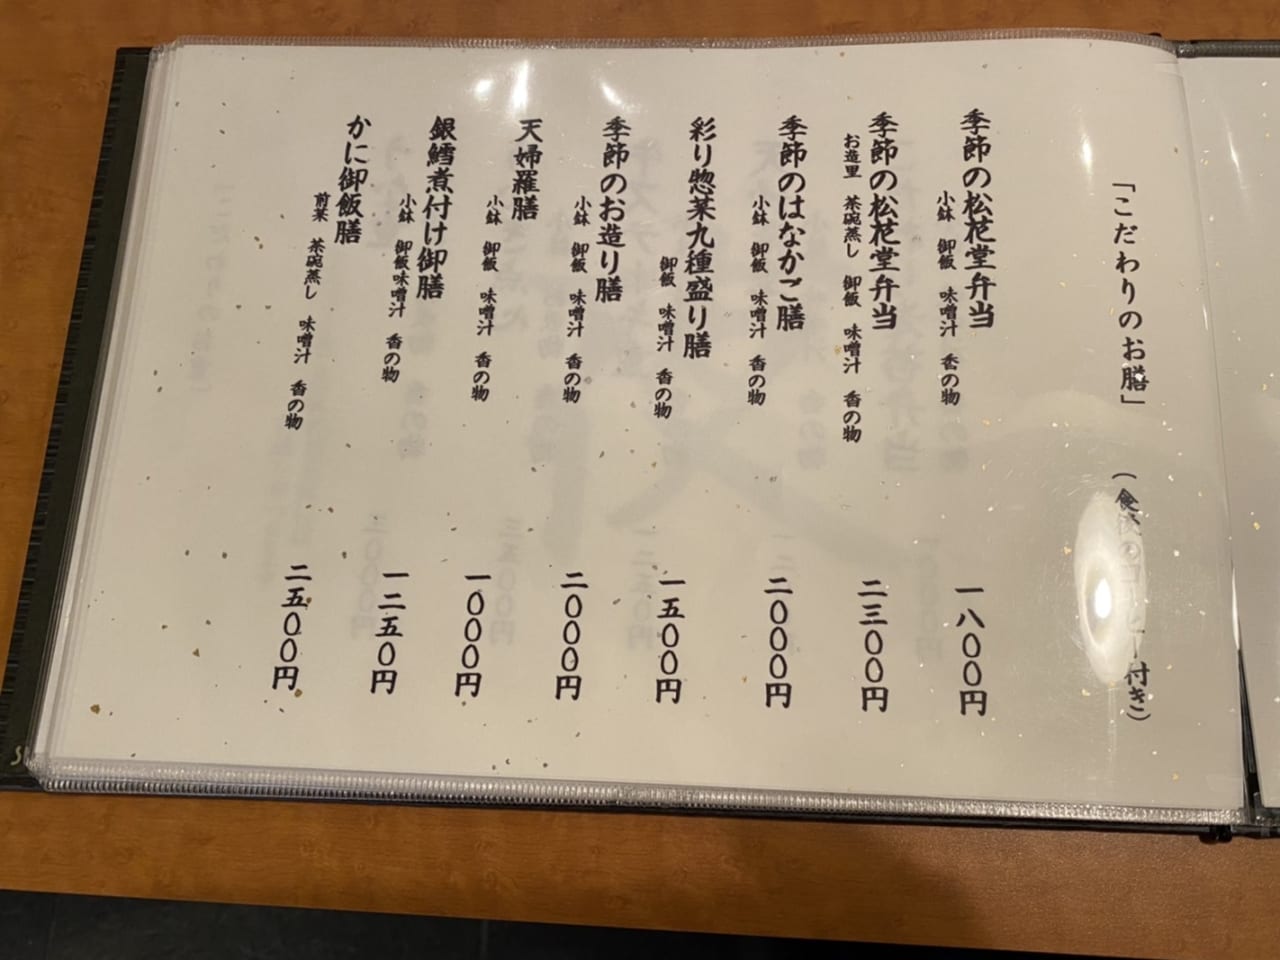 「こだわりのお膳」 (食後のコーヒー付き)
季節の松花堂弁当 一八〇〇円
小鉢 御飯 味噌汁 香の物
季節の松花堂弁当 二三〇〇円
お造里 茶碗蒸し 御飯 味噌汁 香の物
季節のはなかご膳 二〇〇〇円
小鉢 御飯 味噌汁 香の物
彩り惣菜九種盛り膳 一五〇〇円
御飯 味噌汁 香の物
季節のお造り膳 二〇〇〇円
小鉢 御飯 味噌汁 香の物
天婦羅膳 一〇〇〇円
小鉢 御飯 味噌汁 香の物
銀鱈煮付け御膳 一二五〇円
小鉢 御飯 味噌汁 香の物
かに御飯膳 二五〇〇円
前菜 茶碗蒸し 味噌汁 香の物